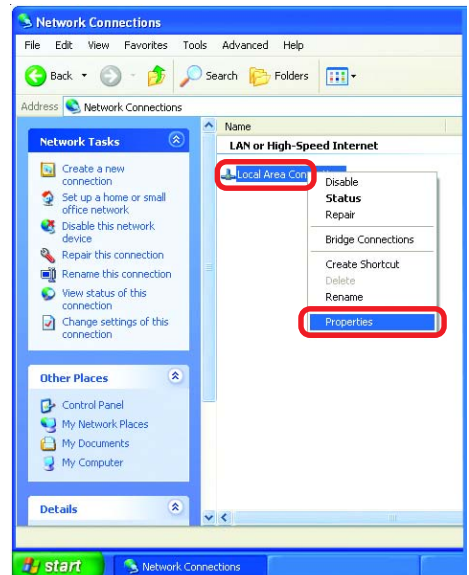 Network Connections
File Edit View Favorites Tools Advanced Help
Back Search Folders
Address Network Connections
Network Tasks
Create a new
connection
Set up a home or small
office network
Disable this network
device
Repair this connection
Rename this connection
View status of this
connection
Change settings of this
connection
Other Places
Control Panel
My Network Places
My Documents
My Computer
Details
Name
LAN or High-Speed Internet
Local Area Con
Disable
Status
Repair
Bridge Connections
Create Shortcut
Delete
Rename
Properties
start Network Connections